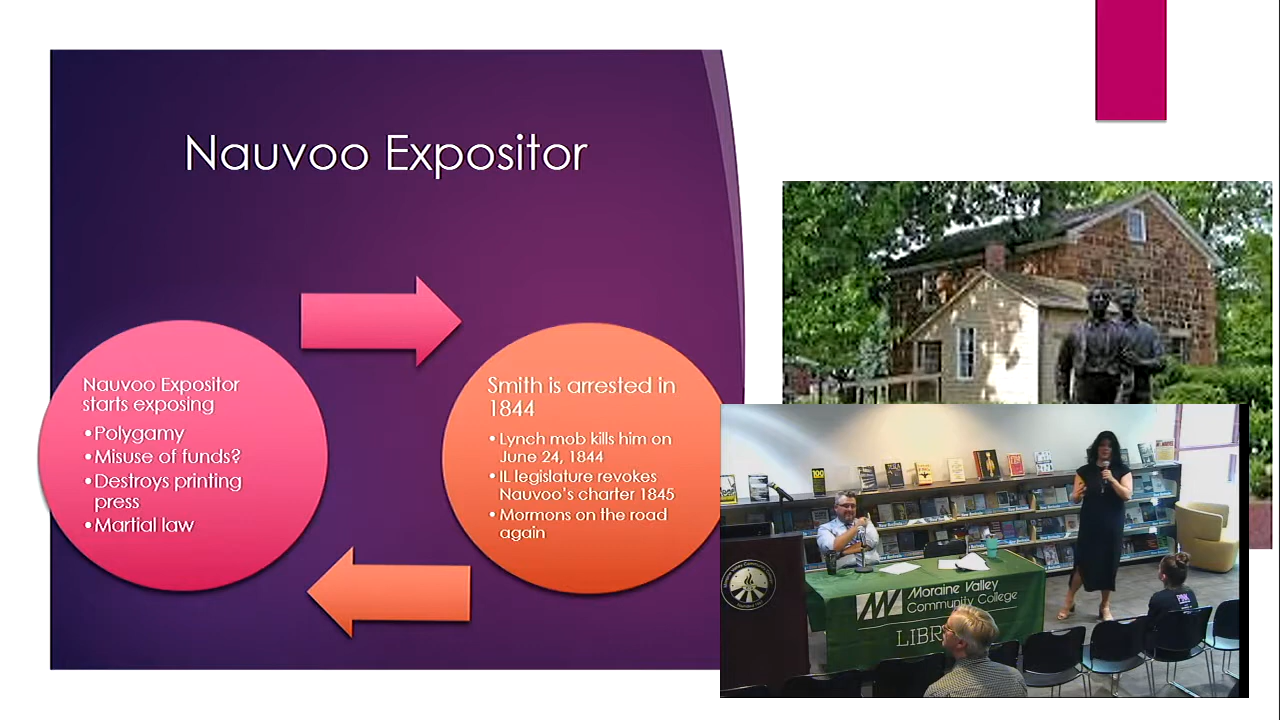 Nauvoo Expositor
Nauvoo Expositor
starts exposing
•Polygamy
•Misuse of funds?
•Destroys printing
press
•Martial law
Smith is arrested in
1844
•Lynch mob kills him on
June 24, 1844
•IL legislature revokes
Nauvoo's charter 1845
•Mormons on the road
again
Moraine Valley
Community College